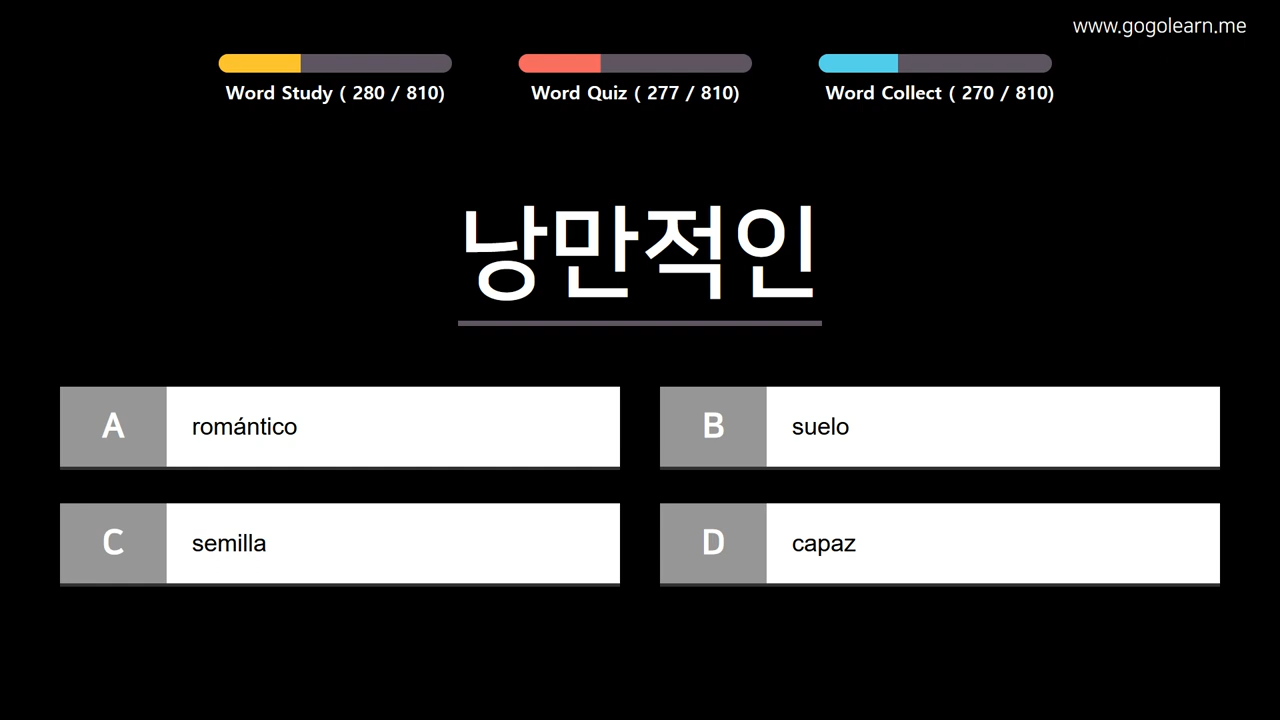 www.gogolearn.me
Word Study ( 280 / 810)
Word Quiz ( 277 / 810)
Word Collect ( 270 / 810)
낭만적인
A romántico
B suelo
C semilla
D capaz